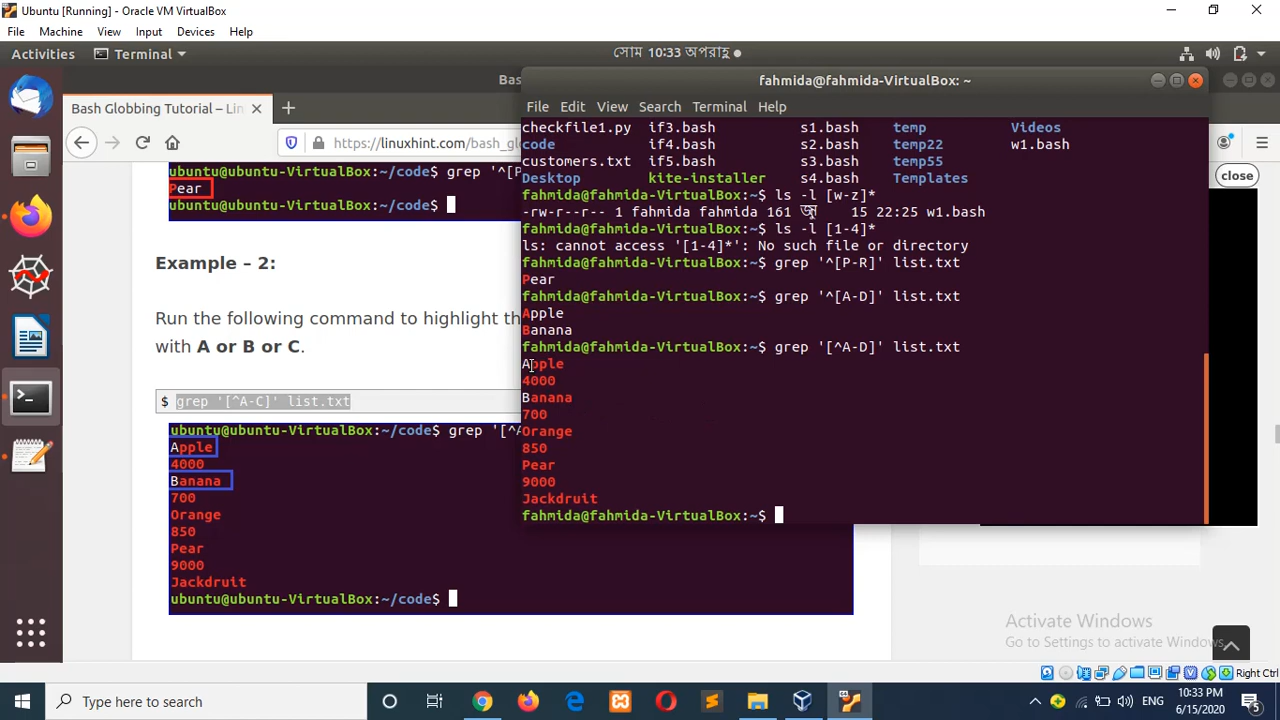 Ubuntu [Running] - Oracle VM VirtualBox
File Machine View Input Devices Help
Activities Terminal সোম 10:33 অপরাহ্ণ
Bash Globbing Tutorial – Lin
https://linuxhint.com/bash_g
close
ubuntu@ubuntu-VirtualBox:~/code$ grep '^[P
Pear
ubuntu@ubuntu-VirtualBox:~/code$
Example – 2:
Run the following command to highlight th
with A or B or C.
$ grep '[^A-C]' list.txt
ubuntu@ubuntu-VirtualBox:~/code$ grep '[^A
Apple
4000
Banana
700
Orange
850
Pear
9000
Jackdruit
ubuntu@ubuntu-VirtualBox:~/code$
fahmida@fahmida-VirtualBox: ~
File Edit View Search Terminal Help
checkfile1.py if3.bash s1.bash temp Videos
code if4.bash s2.bash temp22 w1.bash
customers.txt if5.bash s3.bash temp55
Desktop kite-installer s4.bash Templates
fahmida@fahmida-VirtualBox:~$ ls -l [w-z]*
-rw-r--r-- 1 fahmida fahmida 161 15 22:25 w1.bash
fahmida@fahmida-VirtualBox:~$ ls -l [1-4]*
ls: cannot access '[1-4]*': No such file or directory
fahmida@fahmida-VirtualBox:~$ grep '^[P-R]' list.txt
Pear
fahmida@fahmida-VirtualBox:~$ grep '^[A-D]' list.txt
Apple
Banana
fahmida@fahmida-VirtualBox:~$ grep '[^A-D]' list.txt
Apple
4000
Banana
700
Orange
850
Pear
9000
Jackdruit
fahmida@fahmida-VirtualBox:~$
Activate Windows
Go to Settings to activate Windows.
Right Ctrl
Type here to search
ENG
10:33 PM
6/15/2020
5